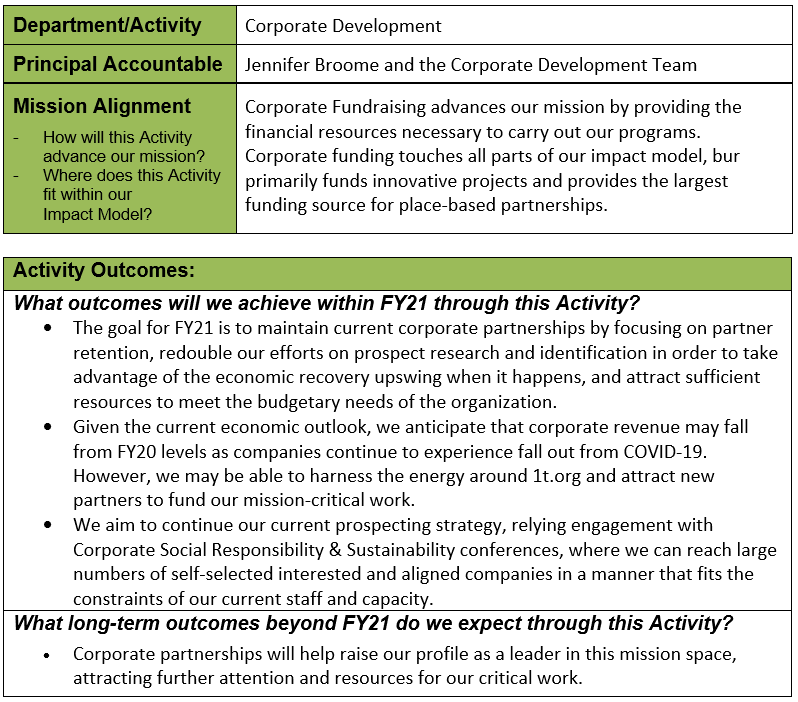 Department/Activity
Corporate Development
Principal Accountable
Jennifer Broome and the Corporate Development Team
Mission Alignment
- How will this Activity
advance our mission?
- Where does this Activity
fit within our
Impact Model?
Corporate Fundraising advances our mission by providing the
financial resources necessary to carry out our programs.
Corporate funding touches all parts of our impact model, bur
primarily funds innovative projects and provides the largest
funding source for place-based partnerships.
Activity Outcomes:
What outcomes will we achieve within FY21 through this Activity?
• The goal for FY21 is to maintain current corporate partnerships by focusing on partner
retention, redouble our efforts on prospect research and identification in order to take
advantage of the economic recovery upswing when it happens, and attract sufficient
resources to meet the budgetary needs of the organization.
• Given the current economic outlook, we anticipate that corporate revenue may fall
from FY20 levels as companies continue to experience fall out from COVID-19.
However, we may be able to harness the energy around 1t.org and attract new
partners to fund our mission-critical work.
• We aim to continue our current prospecting strategy, relying engagement with
Corporate Social Responsibility & Sustainability conferences, where we can reach large
numbers of self-selected interested and aligned companies in a manner that fits the
constraints of our current staff and capacity.
What long-term outcomes beyond FY21 do we expect through this Activity?
• Corporate partnerships will help raise our profile as a leader in this mission space,
attracting further attention and resources for our critical work.